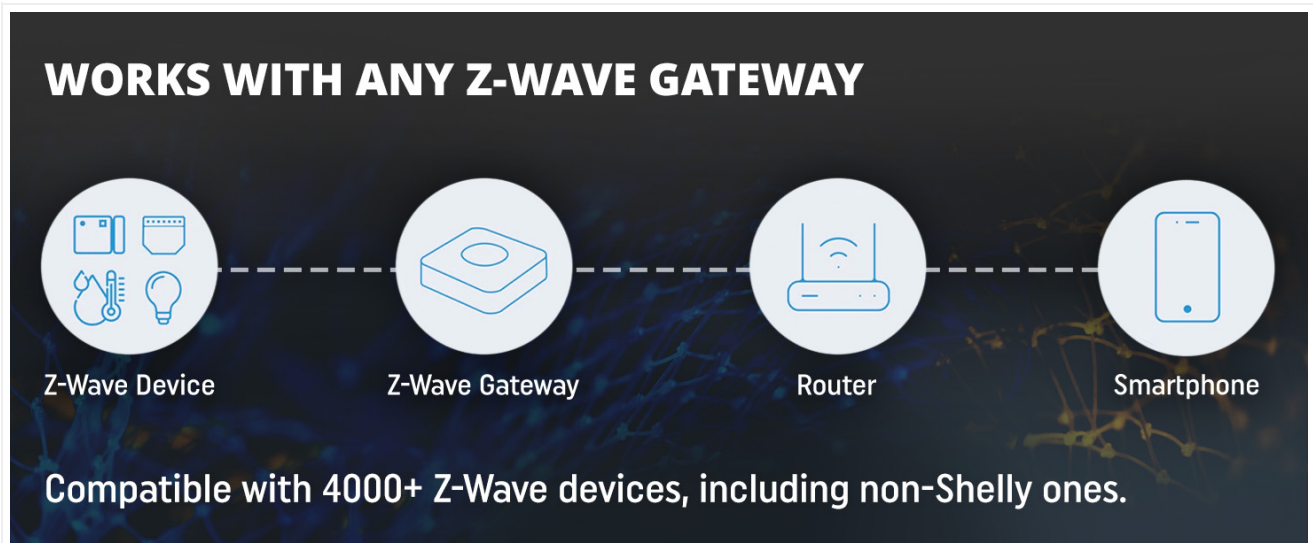 WORKS WITH ANY Z-WAVE GATEWAY
Z-Wave Device
Z-Wave Gateway
Router
Smartphone
Compatible with 4000+ Z-Wave devices, including non-Shelly ones.